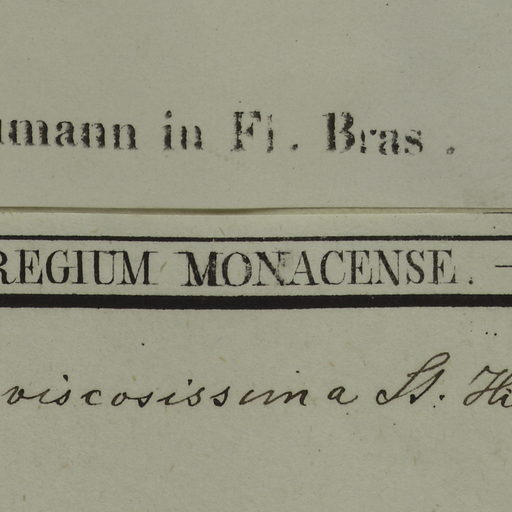 umann in Fl. Bras.
REGIUM MONACENSE. —
viscosissima St. Hi